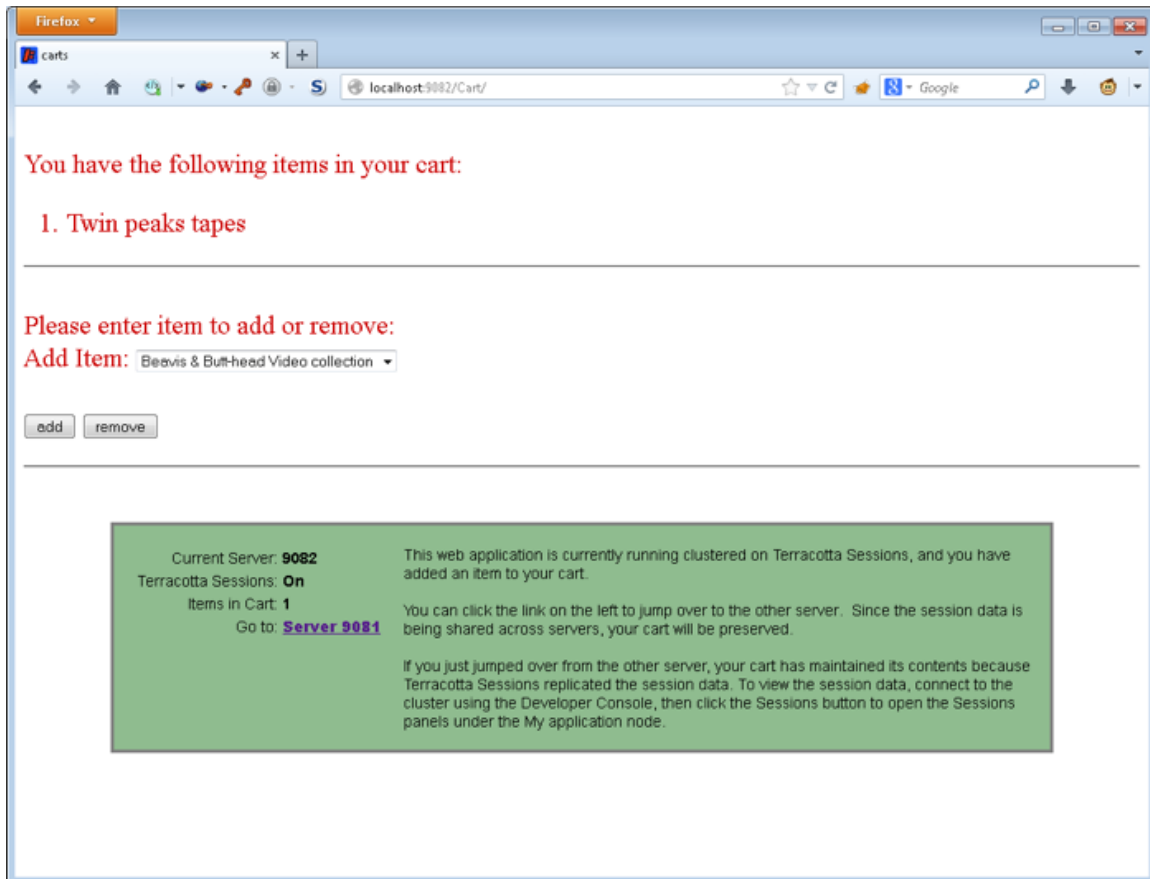 Firefox
carts
localhost:9082/Cart/
Google
You have the following items in your cart:
1. Twin peaks tapes
Please enter item to add or remove:
Add Item: Beavis & Butt-head Video collection
add remove
Current Server: 9082
Terracotta Sessions: On
Items in Cart: 1
Go to: Server 9081
This web application is currently running clustered on Terracotta Sessions, and you have
added an item to your cart.
You can click the link on the left to jump over to the other server. Since the session data is
being shared across servers, your cart will be preserved.
If you just jumped over from the other server, your cart has maintained its contents because
Terracotta Sessions replicated the session data. To view the session data, connect to the
cluster using the Developer Console, then click the Sessions button to open the Sessions
panels under the My application node.